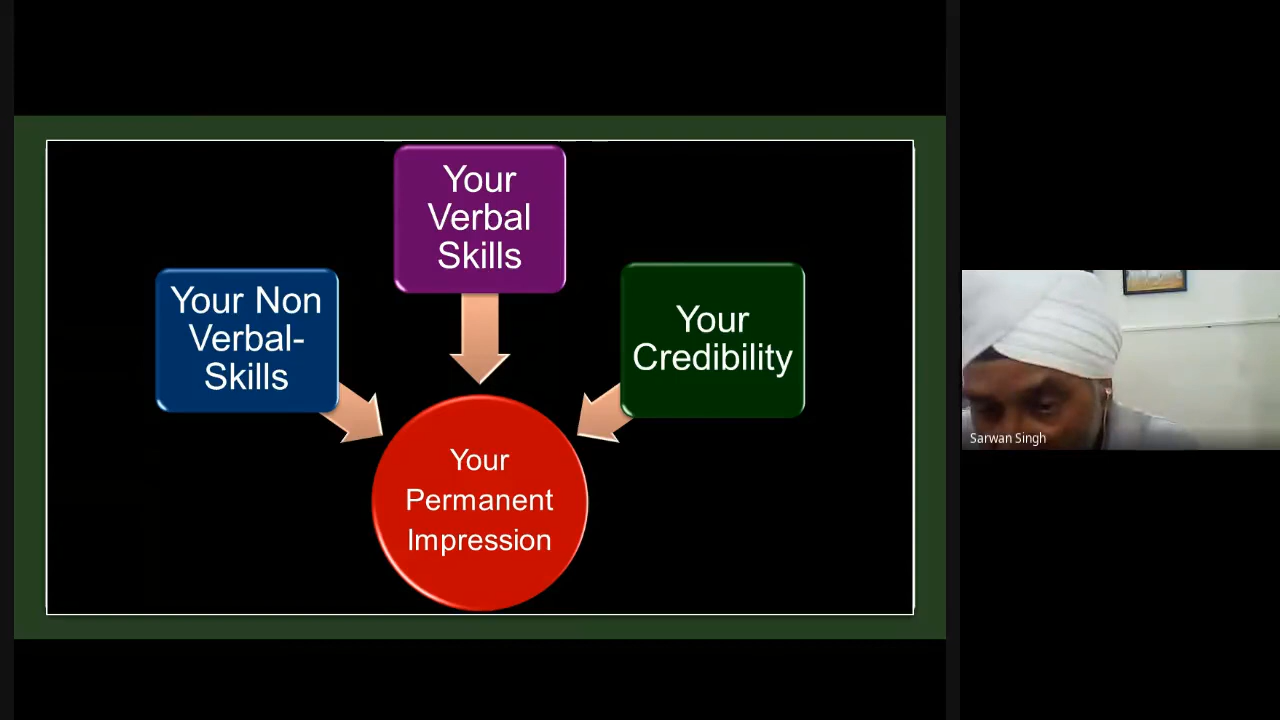 Your
Verbal
Skills
Your Non
Verbal-
Skills
Your
Credibility
Your
Permanent
Impression
Sarwan Singh